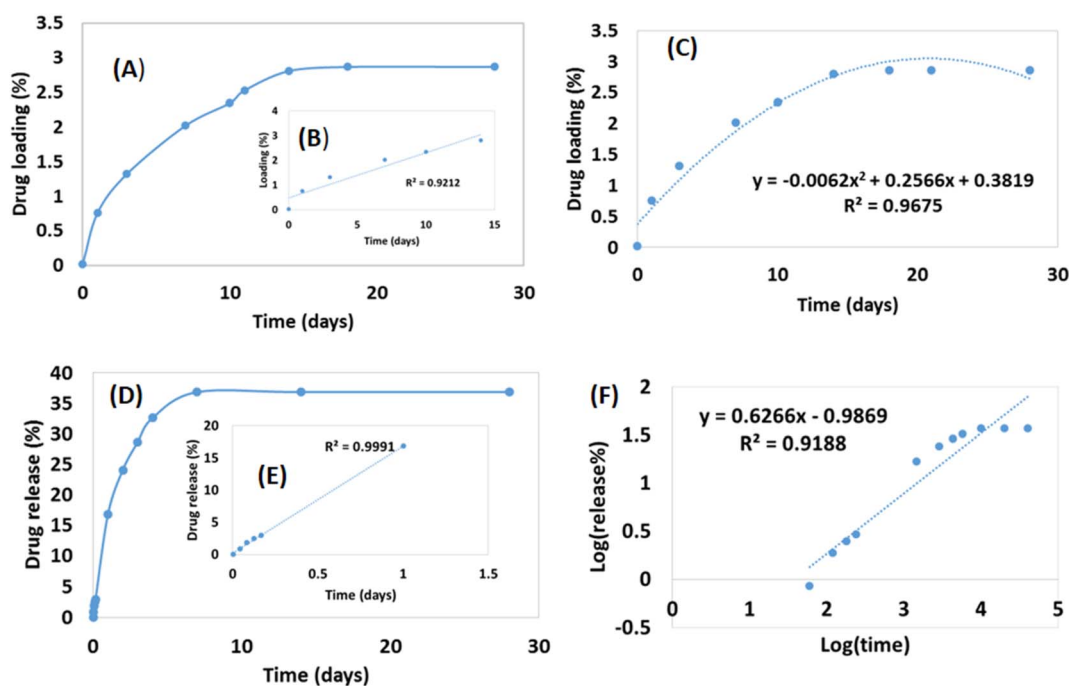 (A)
Drug loading (%)
3.5
3
2.5
2
1.5
1
0.5
0
0 10 20 30
Time (days)
(B)
Loading (%)
4
3
2
1
0
R² = 0.9212
0 5 10 15
Time (days)
(C)
Drug loading (%)
3.5
3
2.5
2
1.5
1
0.5
0
y = -0.0062x² + 0.2566x + 0.3819
R² = 0.9675
0 10 20 30
Time (days)
(D)
Drug release (%)
40
35
30
25
20
15
10
5
0
0 10 20 30
Time (days)
(E)
Drug release (%)
20
15
10
5
0
R² = 0.9991
0 0.5 1 1.5
Time (days)
(F)
Log(release%)
2
1.5
1
0.5
0
-0.5
y = 0.6266x - 0.9869
R² = 0.9188
0 1 2 3 4 5
Log(time)